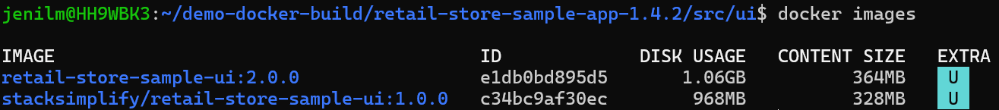 jenilm@HH9WBK3:~/demo-docker-build/retail-store-sample-app-1.4.2/src/ui$ docker images
IMAGE ID DISK USAGE CONTENT SIZE EXTRA
retail-store-sample-ui:2.0.0 e1db0bd895d5 1.06GB 364MB U
stacksimplify/retail-store-sample-ui:1.0.0 c34bc9af30ec 968MB 328MB U